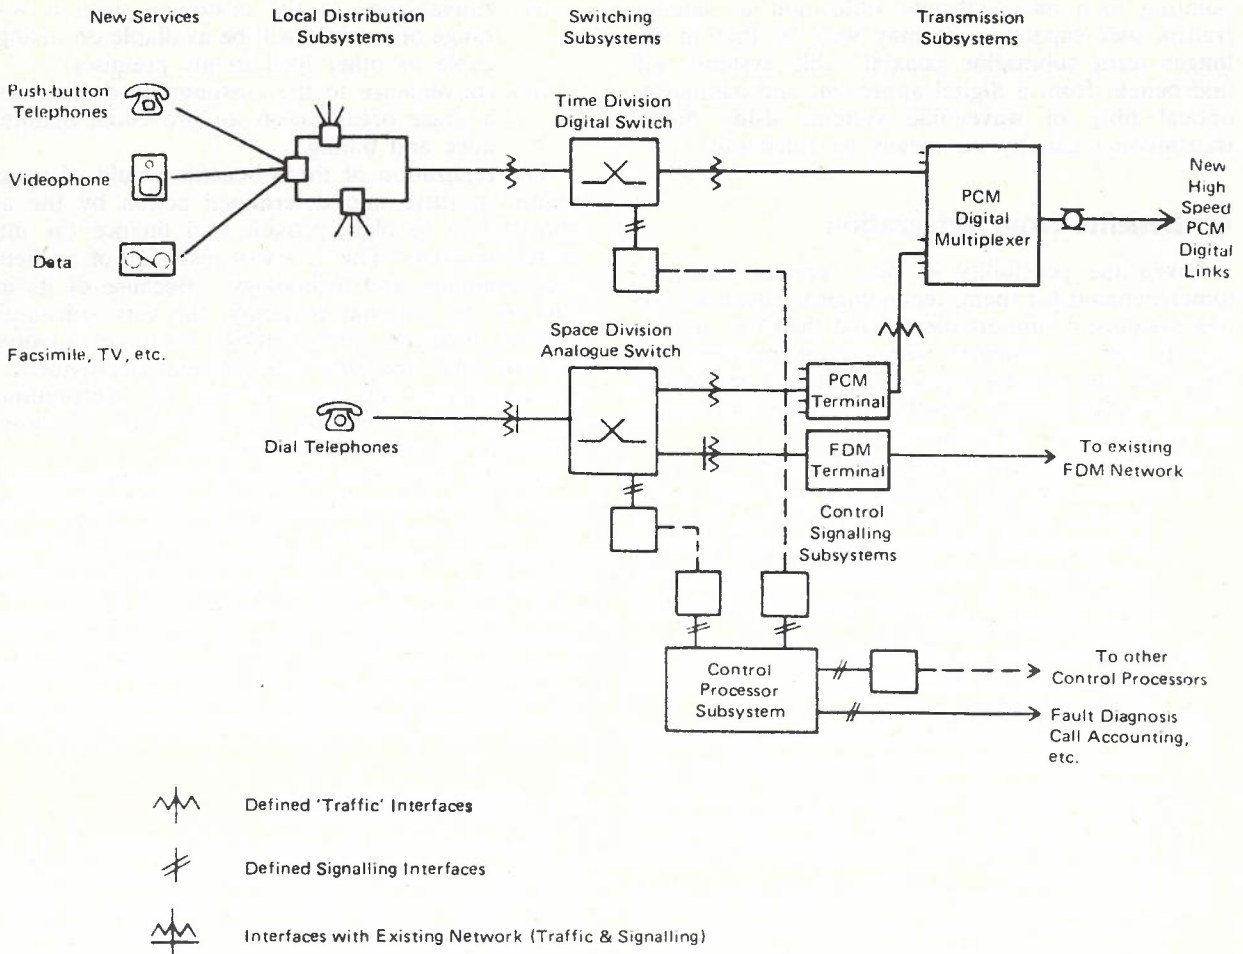 New Services
Local Distribution
Subsystems
Switching
Subsystems
Transmission
Subsystems
Push-button
Telephones
Videophone
Data
Facsimile, TV, etc.
Time Division
Digital Switch
PCM
Digital
Multiplexer
New
High
Speed
PCM
Digital
Links
Space Division
Analogue Switch
Dial Telephones
PCM
Terminal
FDM
Terminal
To existing
FDM Network
Control
Signalling
Subsystems
Control
Processor
Subsystem
To other
Control Processors
Fault Diagnosis
Call Accounting,
etc.
Defined 'Traffic' Interfaces
Defined Signalling Interfaces
Interfaces with Existing Network (Traffic & Signalling)